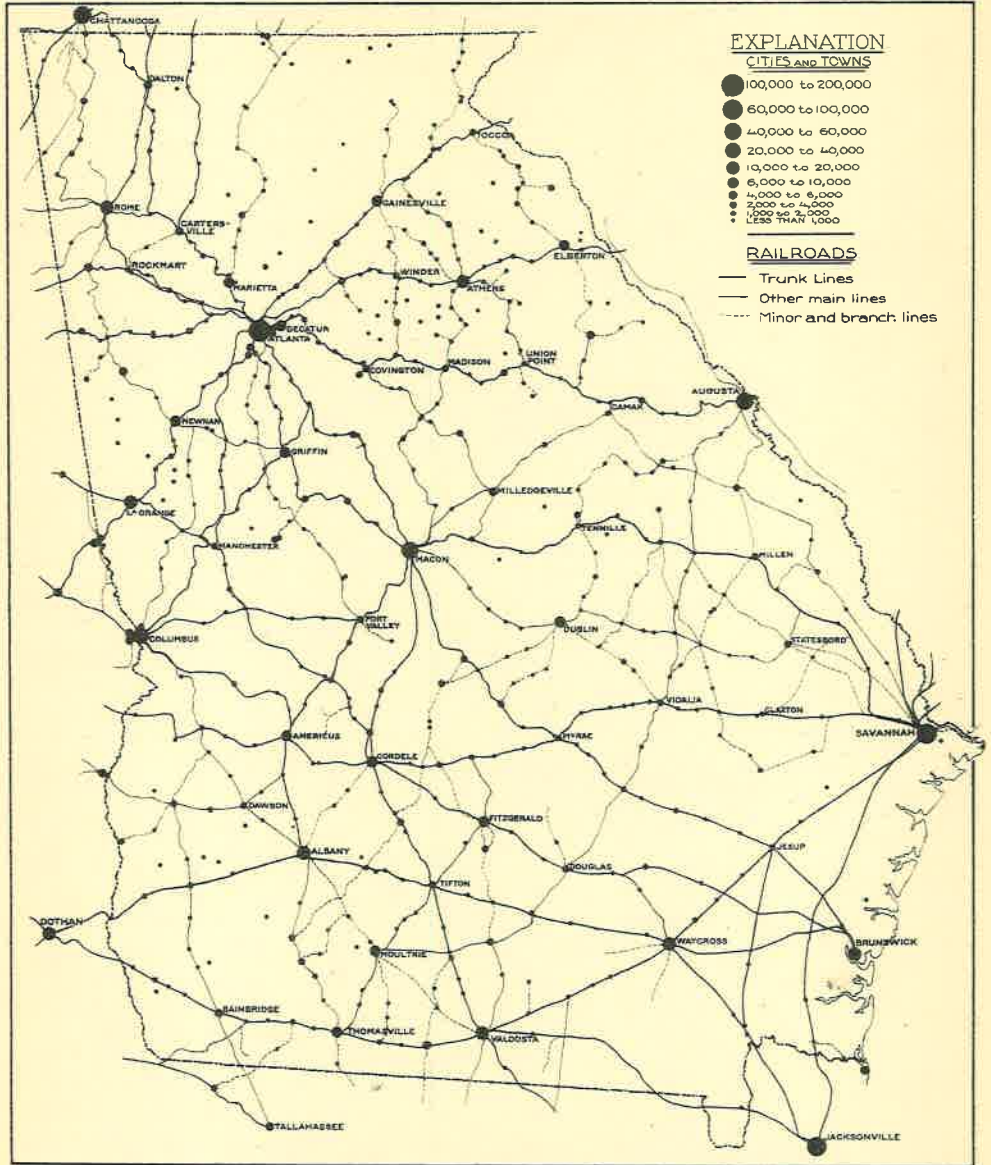 EXPLANATION
CITIES AND TOWNS
100,000 to 200,000
60,000 to 100,000
40,000 to 60,000
20,000 to 40,000
10,000 to 20,000
6,000 to 10,000
4,000 to 6,000
2,000 to 4,000
1,000 to 2,000
LESS THAN 1,000
RAILROADS
Trunk Lines
Other main lines
Minor and branch lines
CHATTANOOGA
DALTON
TOCCOA
ROME
GAINESVILLE
CARTERS-
VILLE
ELBERTON
ROCKMART
WINDER
MARIETTA
ATHENS
DECATUR
ATLANTA
UNION
POINT
MADISON
COVINGTON
AUGUSTA
CAMAK
NEWNAN
GRIFFIN
MILLEDGEVILLE
LA GRANGE
TENNILLE
MANCHESTER
MACON
MILLEN
FORT
VALLEY
DUBLIN
COLUMBUS
STATESBORO
VIDALIA
CLAXTON
SAVANNAH
AMERICUS
McRAE
CORDELE
DAWSON
FITZGERALD
JESUP
ALBANY
DOUGLAS
TIFTON
DOTHAN
WAYCROSS
BRUNSWICK
MOULTRIE
BAINBRIDGE
THOMASVILLE
VALDOSTA
TALLAHASSEE
JACKSONVILLE